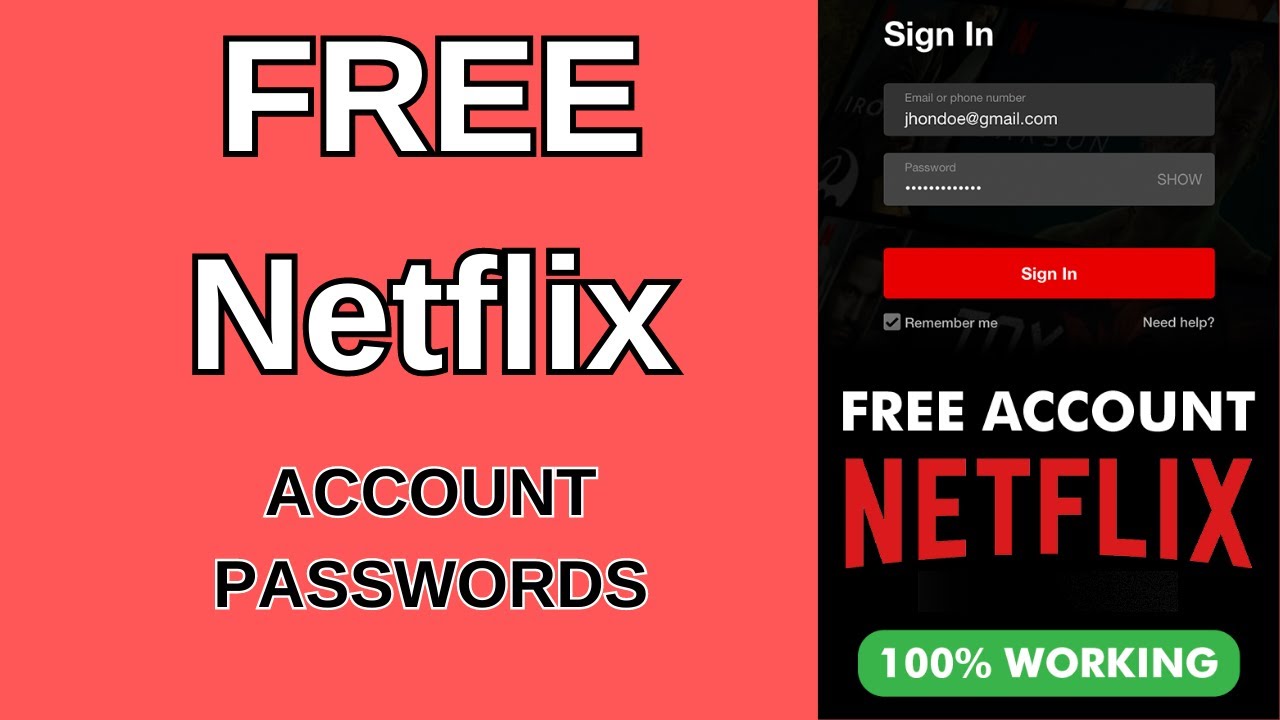 FREE
Netflix
ACCOUNT
PASSWORDS
Sign In
Email or phone number
jhondoe@gmail.com
Password
•••••••••••••
SHOW
Sign In
Remember me
Need help?
FREE ACCOUNT
NETFLIX
100% WORKING